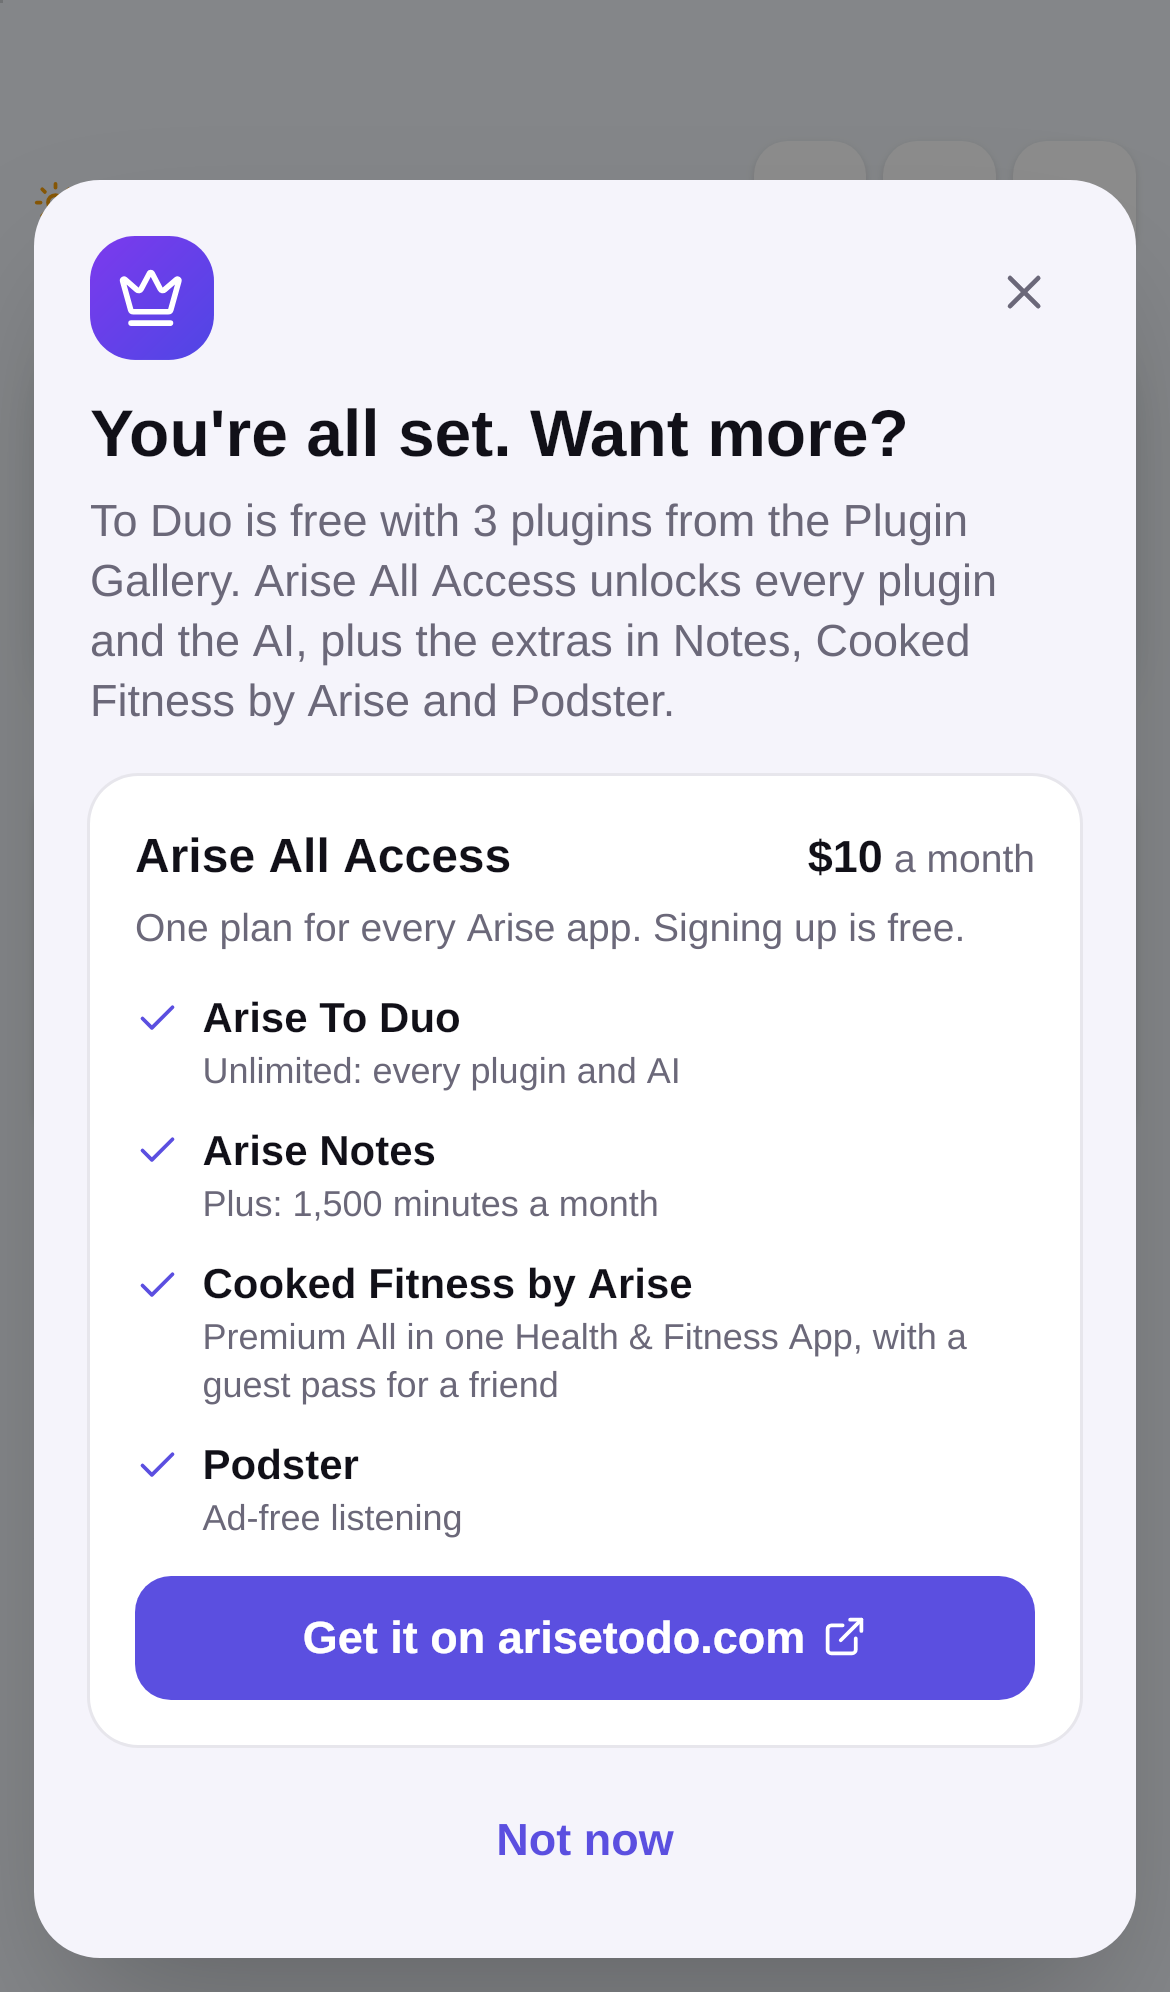 You're all set. Want more?
To Duo is free with 3 plugins from the Plugin
Gallery. Arise All Access unlocks every plugin
and the AI, plus the extras in Notes, Cooked
Fitness by Arise and Podster.
Arise All Access
$10 a month
One plan for every Arise app. Signing up is free.
Arise To Duo
Unlimited: every plugin and AI
Arise Notes
Plus: 1,500 minutes a month
Cooked Fitness by Arise
Premium All in one Health & Fitness App, with a
guest pass for a friend
Podster
Ad-free listening
Get it on arisetodo.com
Not now